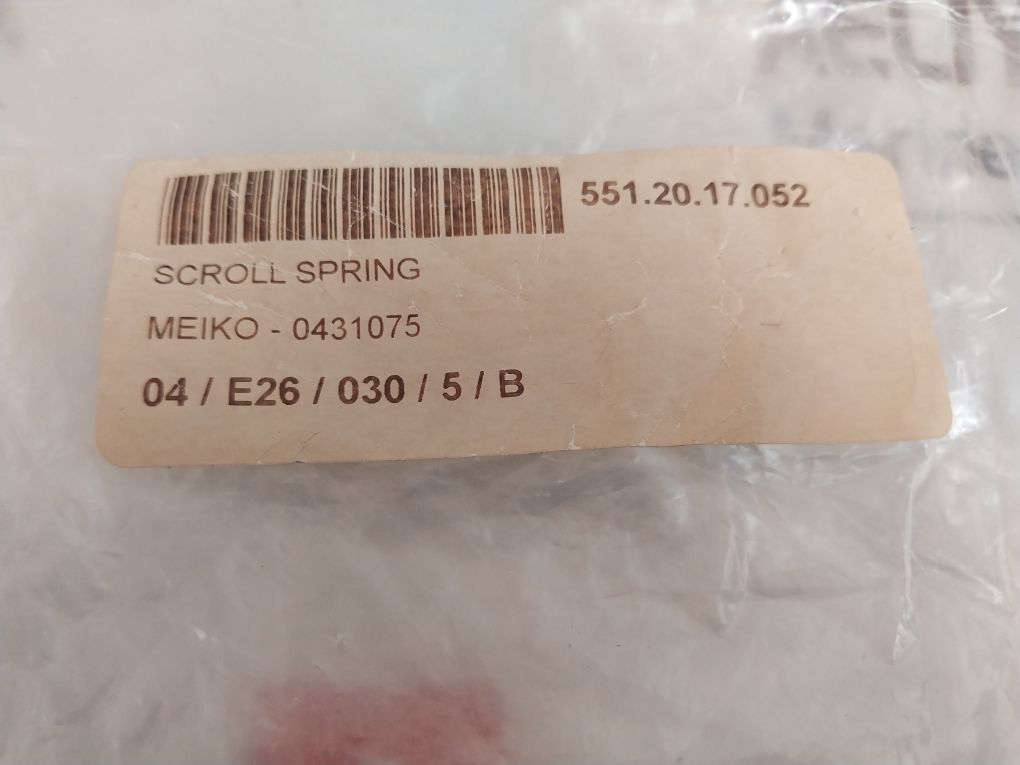 551.20.17.052
SCROLL SPRING
MEIKO - 0431075
04 / E26 / 030 / 5 / B